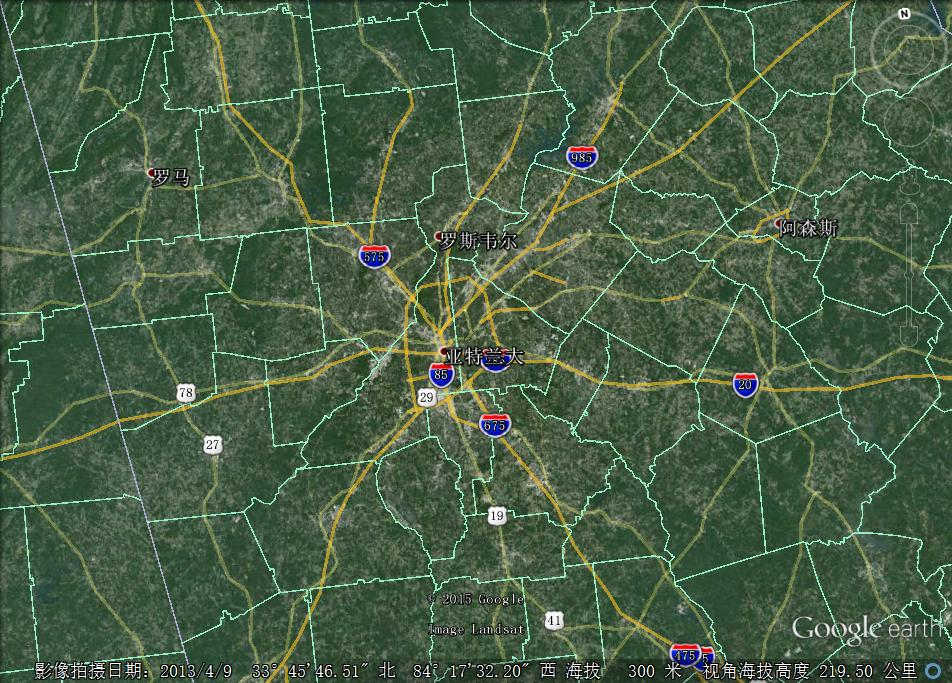 N
985
罗马
阿森斯
罗斯韦尔
575
亚特兰大
85
20
78
29
675
27
19
© 2015 Google
41
Image Landsat
Google earth
475
影像拍摄日期: 2013/4/9 33° 45'46.51" 北 84° 17'32.20" 西 海拔 300 米 视角海拔高度 219.50 公里